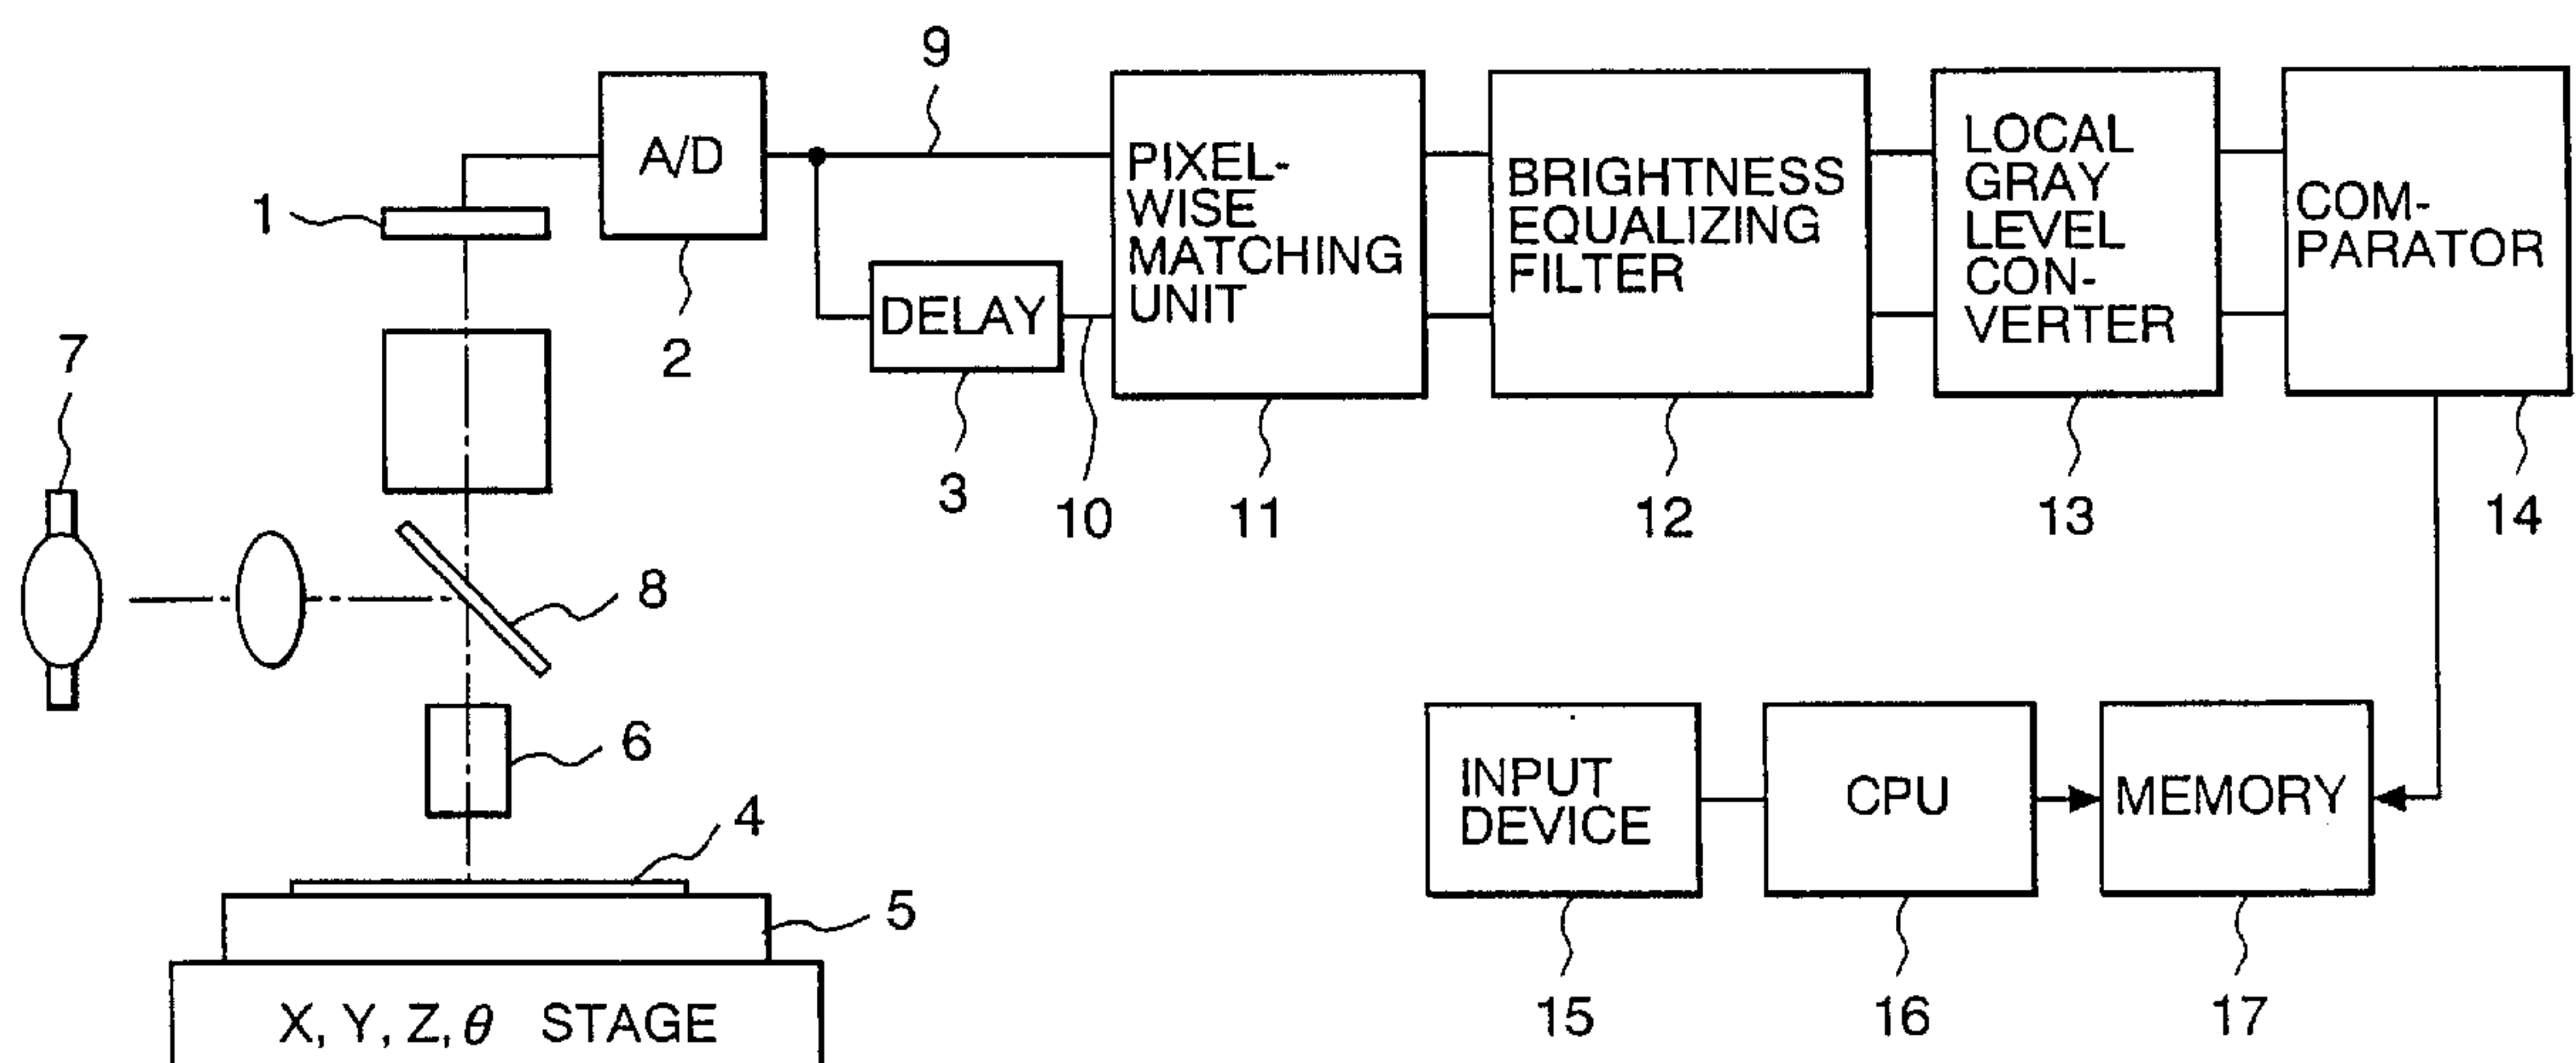 9
A/D
PIXEL-
WISE
MATCHING
UNIT
BRIGHTNESS
EQUALIZING
FILTER
LOCAL
GRAY
LEVEL
CON-
VERTER
COM-
PARATOR
1
DELAY
2
7
3
10
11
12
13
14
8
6
INPUT
DEVICE
CPU
MEMORY
4
5
15
16
17
X, Y, Z, θ STAGE